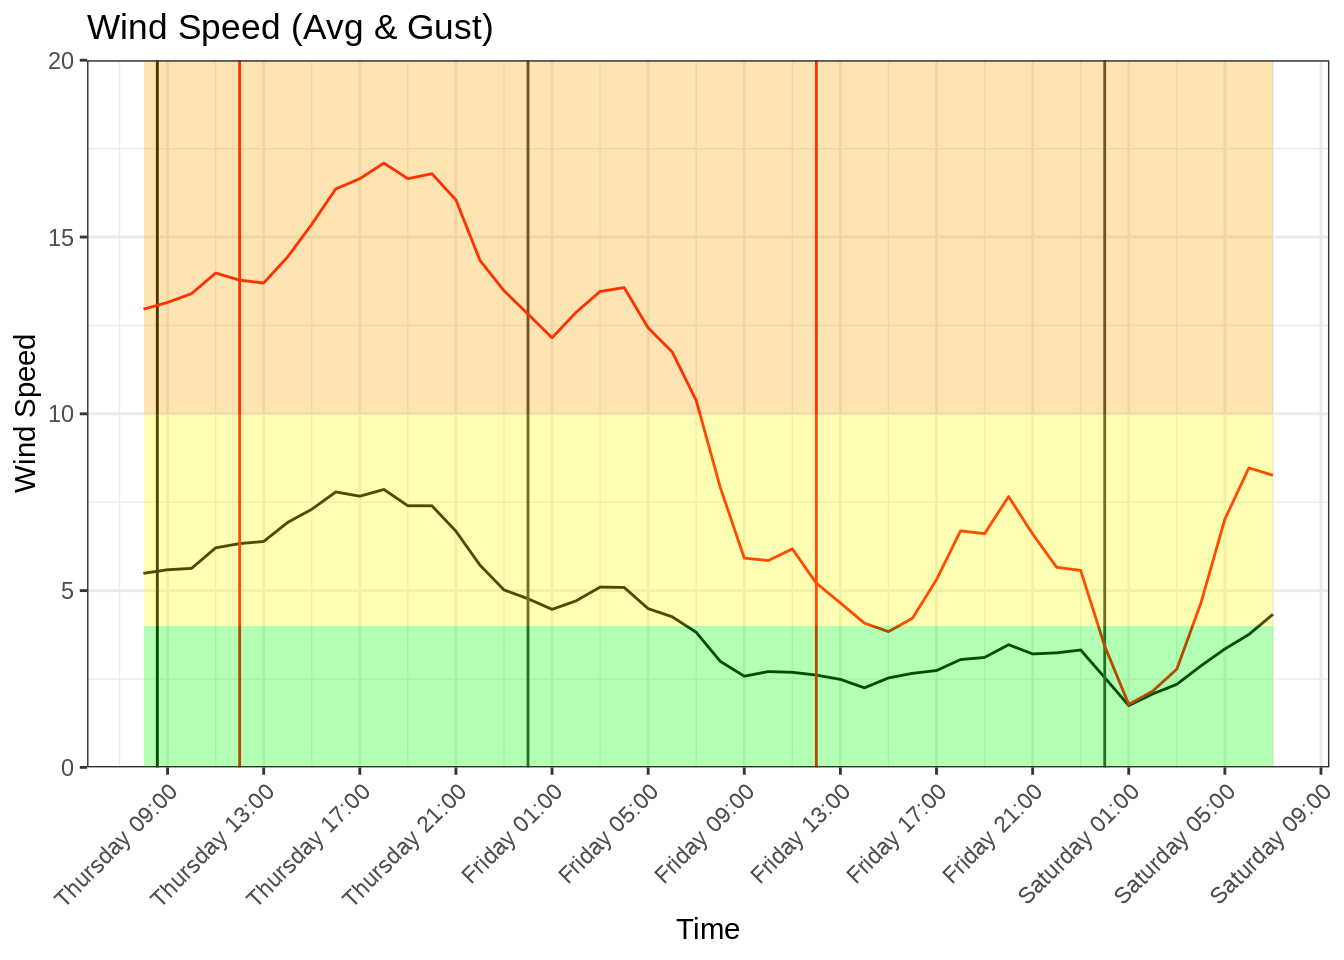 Wind Speed (Avg & Gust)
20
15
10
5
0
Wind Speed
Thursday 09:00
Thursday 13:00
Thursday 17:00
Thursday 21:00
Friday 01:00
Friday 05:00
Friday 09:00
Friday 13:00
Friday 17:00
Friday 21:00
Saturday 01:00
Saturday 05:00
Saturday 09:00
Time